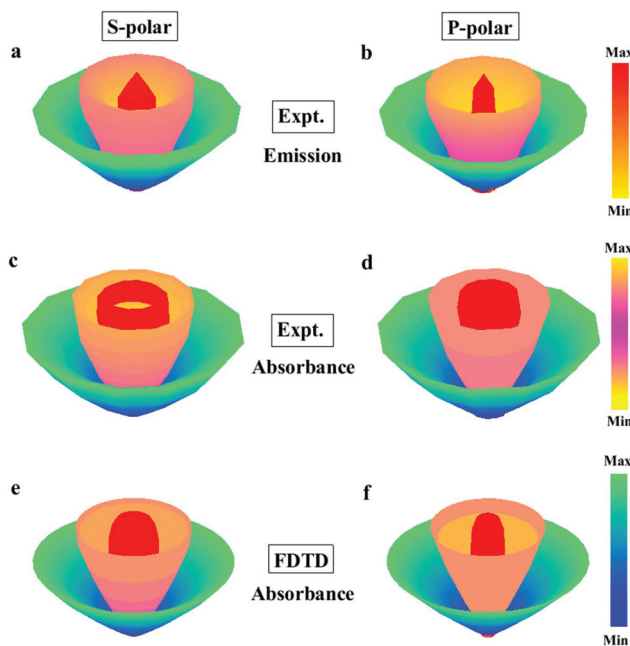 S-polar
P-polar
a
b
Max
Expt.
Emission
Min
c
d
Max
Expt.
Absorbance
Min
e
f
Max
FDTD
Absorbance
Min